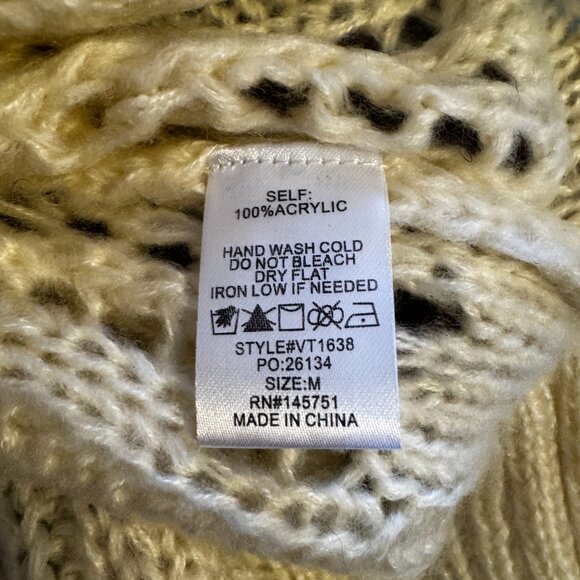 SELF:
100%ACRYLIC
HAND WASH COLD
DO NOT BLEACH
DRY FLAT
IRON LOW IF NEEDED
STYLE#VT1638
PO:26134
SIZE:M
RN#145751
MADE IN CHINA